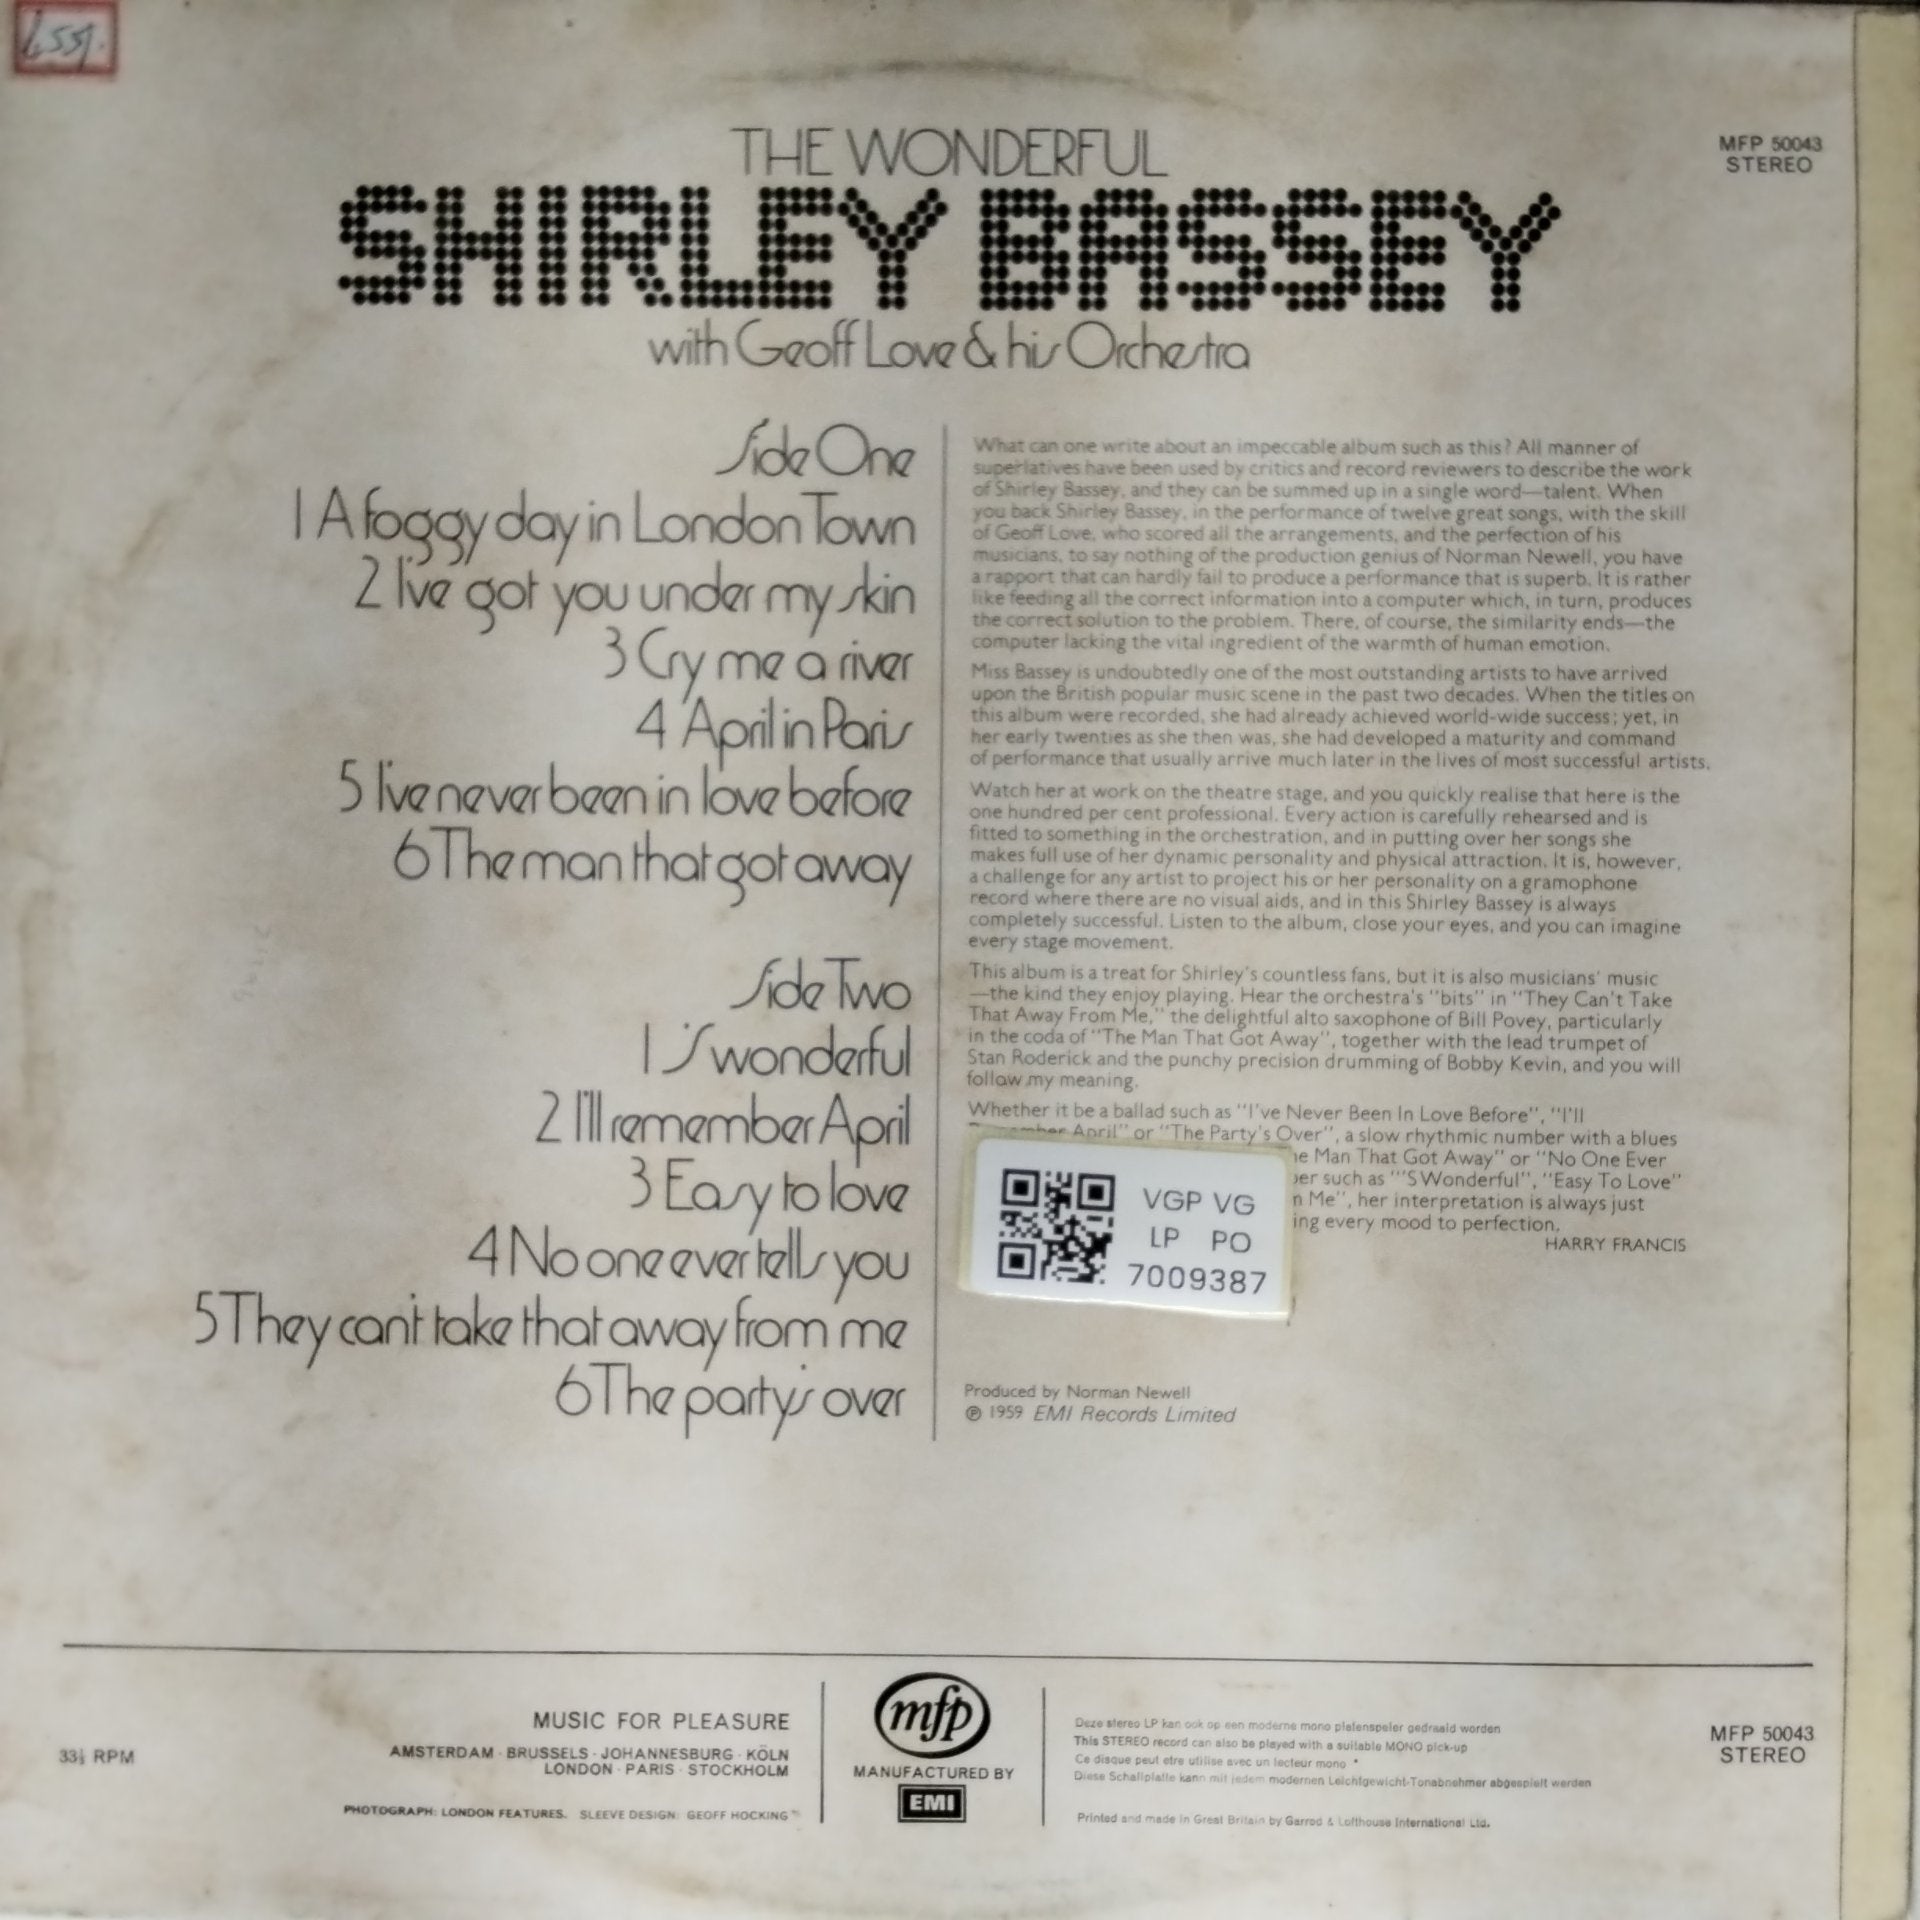 THE WONDERFUL
SHIRLEY BASSEY
with Geoff Love & his Orchestra
MFP 50043
STEREO
Side One
1 A foggy day in London Town
2 I've got you under my skin
3 Cry me a river
4 April in Paris
5 I've never been in love before
6 The man that got away
Side Two
1 'S wonderful
2 I'll remember April
3 Easy to love
4 No one ever tells you
5 They can't take that away from me
6 The party's over
What can one write about an impeccable album such as this? All manner of
superlatives have been used by critics and record reviewers to describe the work
of Shirley Bassey, and they can be summed up in a single word—talent. When
you back Shirley Bassey, in the performance of twelve great songs, with the skill
of Geoff Love, who scored all the arrangements, and the perfection of his
musicians, to say nothing of the production genius of Norman Newell, you have
a rapport that can hardly fail to produce a performance that is superb. It is rather
like feeding all the correct information into a computer which, in turn, produces
the correct solution to the problem. There, of course, the similarity ends—the
computer lacking the vital ingredient of the warmth of human emotion.
Miss Bassey is undoubtedly one of the most outstanding artists to have arrived
upon the British popular music scene in the past two decades. When the titles on
this album were recorded, she had already achieved world-wide success; yet, in
her early twenties as she then was, she had developed a maturity and command
of performance that usually arrive much later in the lives of most successful artists.
Watch her at work on the theatre stage, and you quickly realise that here is the
one hundred per cent professional. Every action is carefully rehearsed and is
fitted to something in the orchestration, and in putting over her songs she
makes full use of her dynamic personality and physical attraction. It is, however,
a challenge for any artist to project his or her personality on a gramophone
record where there are no visual aids, and in this Shirley Bassey is always
completely successful. Listen to the album, close your eyes, and you can imagine
every stage movement.
This album is a treat for Shirley's countless fans, but it is also musicians' music
—the kind they enjoy playing. Hear the orchestra's "bits" in "They Can't Take
That Away From Me," the delightful alto saxophone of Bill Povey, particularly
in the coda of "The Man That Got Away", together with the lead trumpet of
Stan Roderick and the punchy precision drumming of Bobby Kevin, and you will
follow my meaning.
Whether it be a ballad such as "I've Never Been In Love Before", "I'll
April" or "The Party's Over", a slow rhythmic number with a blues
Man That Got Away" or "No One Ever
such as "'S Wonderful", "Easy To Love"
Me", her interpretation is always just
every mood to perfection.
HARRY FRANCIS
VGP VG
LP PO
7009387
Produced by Norman Newell
℗ 1959 EMI Records Limited
33⅓ RPM
MUSIC FOR PLEASURE
AMSTERDAM · BRUSSELS · JOHANNESBURG · KÖLN
LONDON · PARIS · STOCKHOLM
PHOTOGRAPH: LONDON FEATURES. SLEEVE DESIGN: GEOFF HOCKING
mfp
MANUFACTURED BY
EMI
Deze stereo LP kan ook op een moderne mono platenspeler gedraaid worden
This STEREO record can also be played with a suitable MONO pick-up
Ce disque peut etre utilise avec un lecteur mono
Diese Schallplatte kann mit jedem modernen Leichtgewicht-Tonabnehmer abgespielt werden
Printed and made in Great Britain by Garrod & Lofthouse International Ltd.
MFP 50043
STEREO